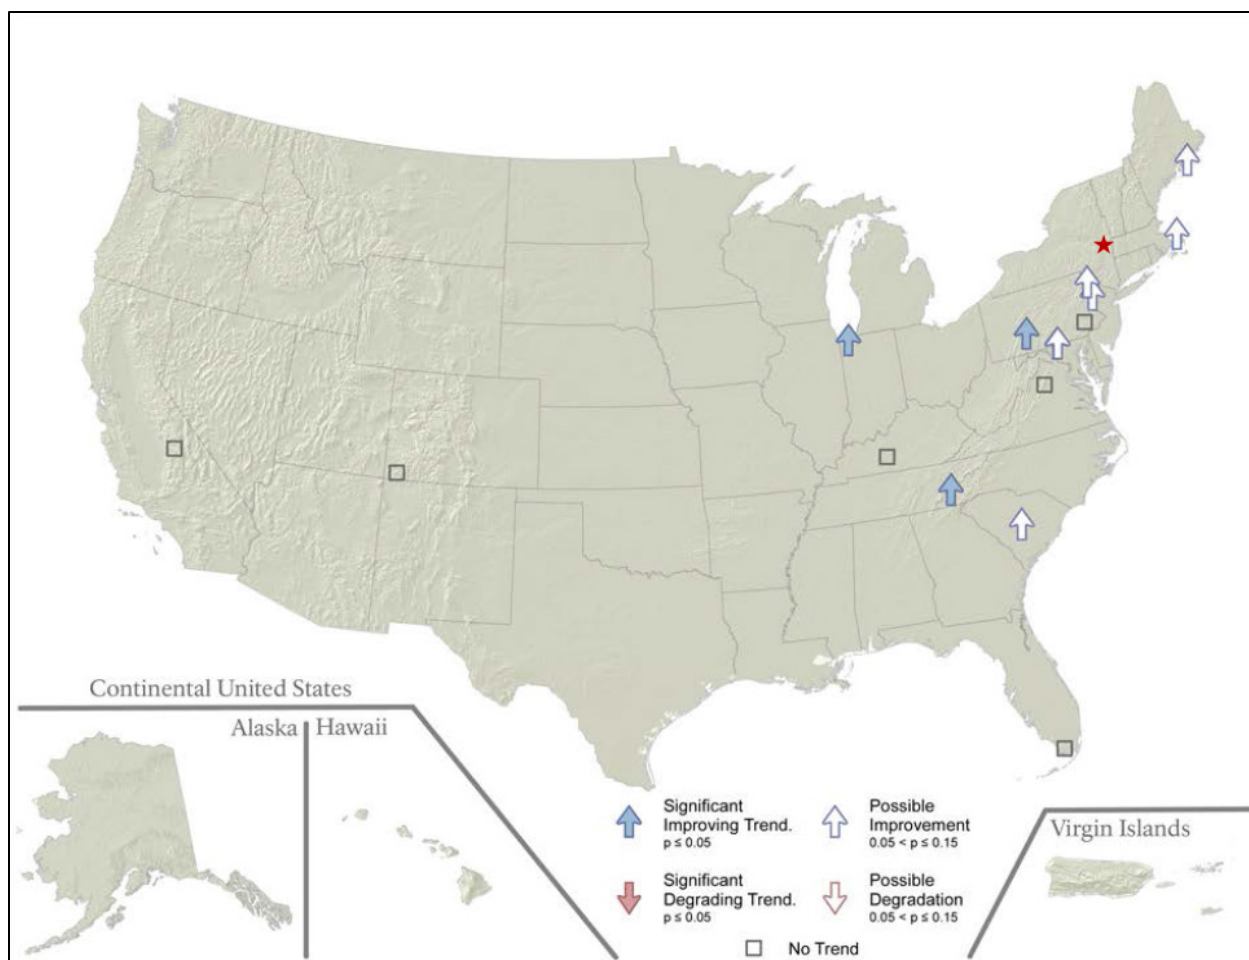 Continental United States
Alaska
Hawaii
Significant
Improving Trend.
p ≤ 0.05
Possible
Improvement
0.05 < p ≤ 0.15
Significant
Degrading Trend.
p ≤ 0.05
Possible
Degradation
0.05 < p ≤ 0.15
No Trend
Virgin Islands